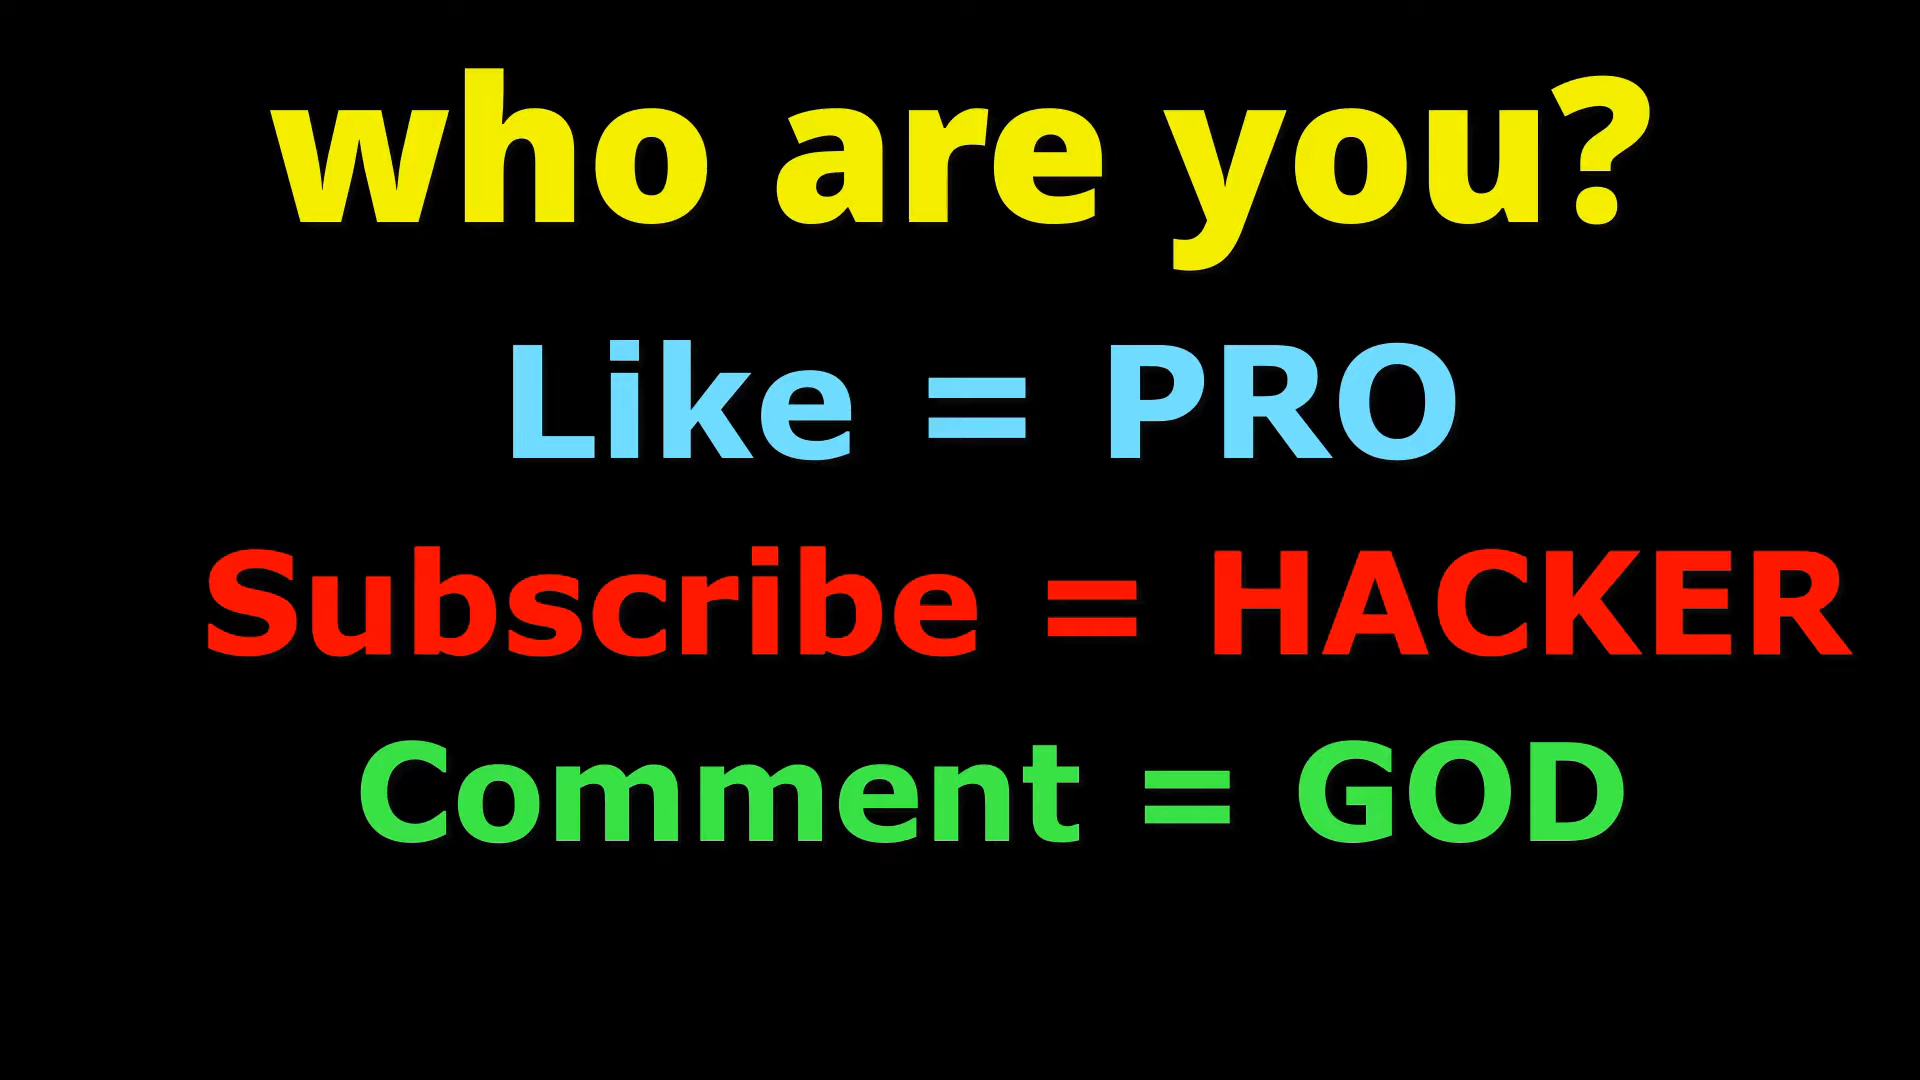 who are you?
Like = PRO
Subscribe = HACKER
Comment = GOD